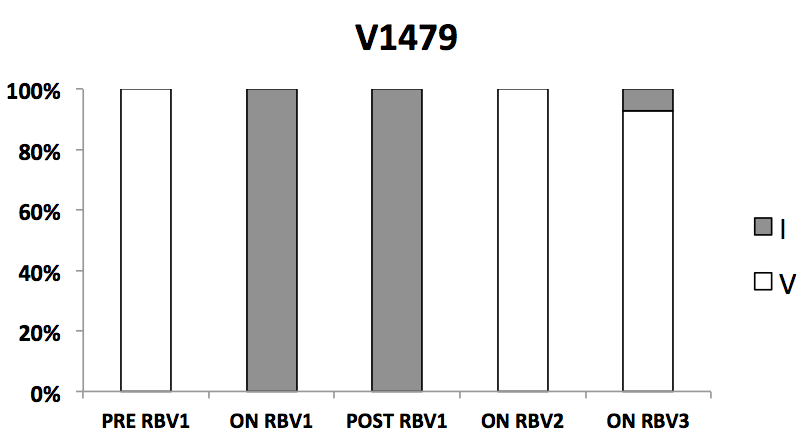 V1479
100%
80%
60%
40%
20%
0%
PRE RBV1 ON RBV1 POST RBV1 ON RBV2 ON RBV3
I
V